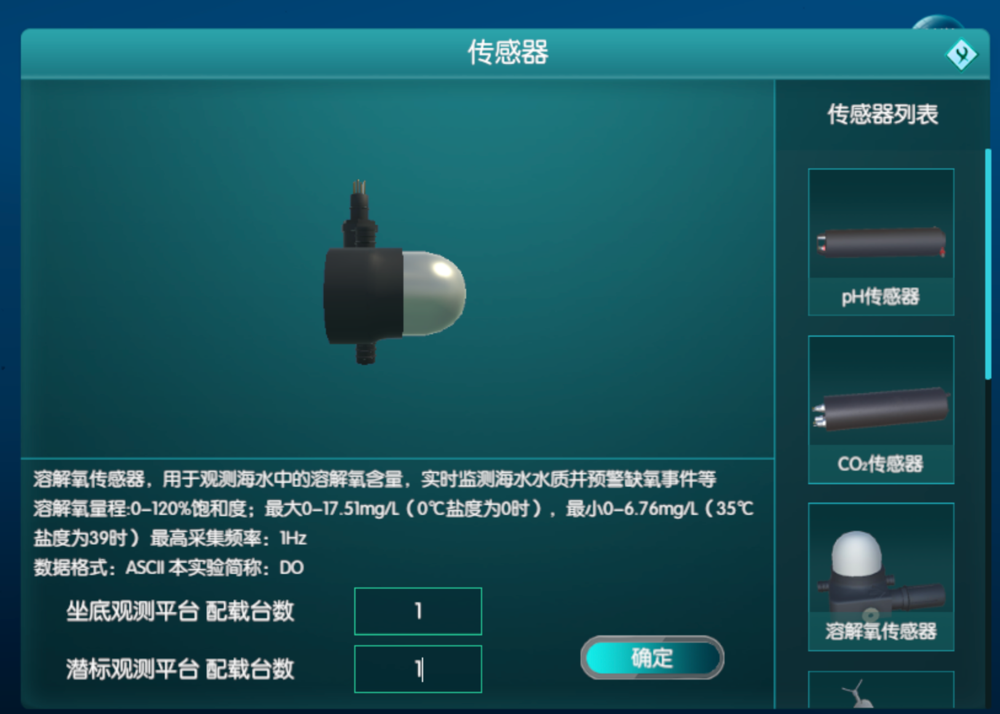 传感器
传感器列表
pH传感器
CO₂传感器
溶解氧传感器
溶解氧传感器，用于观测海水中的溶解氧含量，实时监测海水水质并预警缺氧事件等
溶解氧量程:0-120%饱和度；最大0-17.51mg/L（0℃盐度为0时），最小0-6.76mg/L（35℃
盐度为39时）最高采集频率：1Hz
数据格式：ASCII 本实验简称：DO
坐底观测平台 配载台数 1
潜标观测平台 配载台数 1
确定